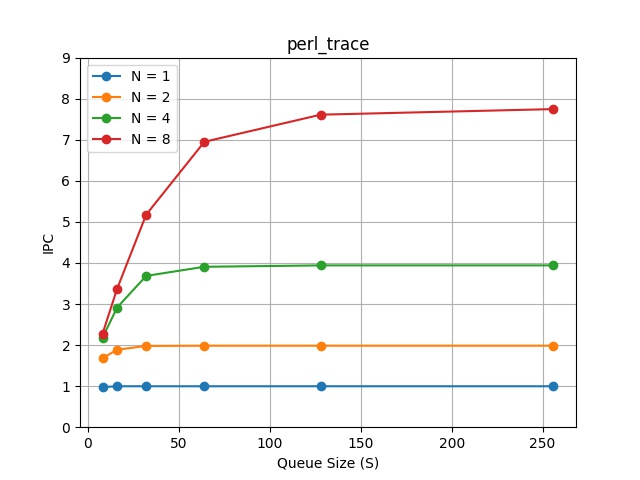 perl_trace
N = 1
N = 2
N = 4
N = 8
IPC
9
8
7
6
5
4
3
2
1
0
0 50 100 150 200 250
Queue Size (S)